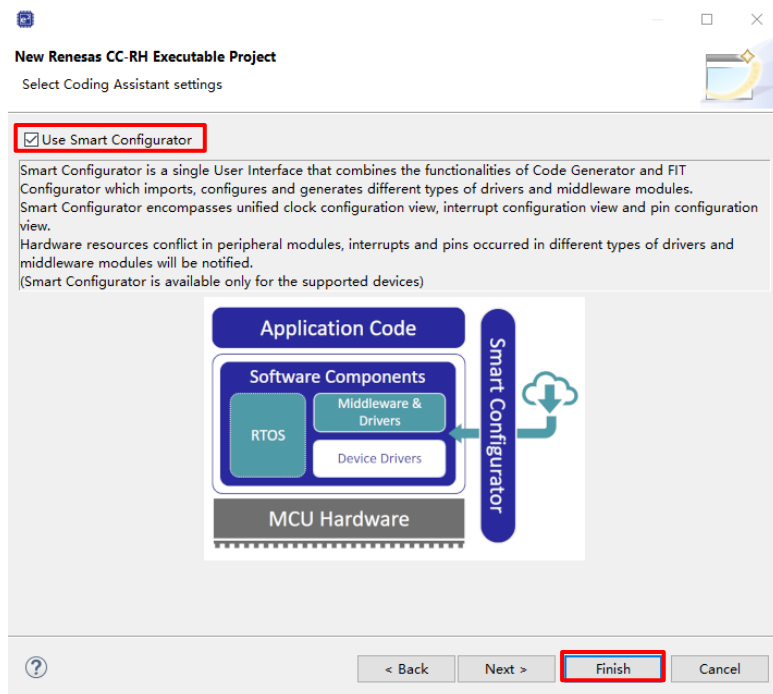 New Renesas CC-RH Executable Project
Select Coding Assistant settings
Use Smart Configurator
Smart Configurator is a single User Interface that combines the functionalities of Code Generator and FIT
Configurator which imports, configures and generates different types of drivers and middleware modules.
Smart Configurator encompasses unified clock configuration view, interrupt configuration view and pin configuration
view.
Hardware resources conflict in peripheral modules, interrupts and pins occurred in different types of drivers and
middleware modules will be notified.
(Smart Configurator is available only for the supported devices)
Application Code
Software Components
RTOS
Middleware &
Drivers
Device Drivers
MCU Hardware
Smart Configurator
?
< Back
Next >
Finish
Cancel